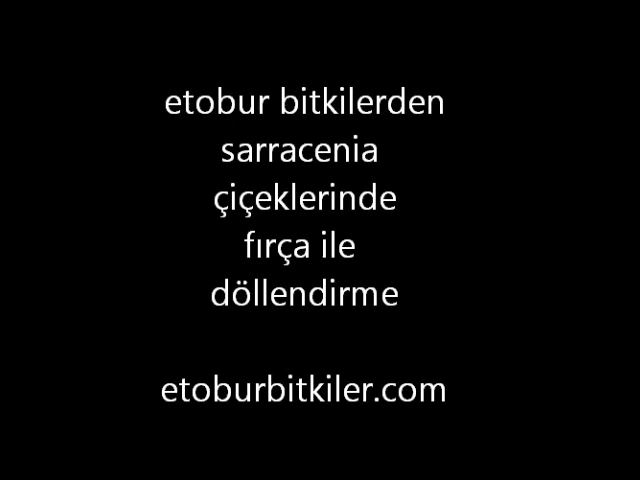 etobur bitkilerden
sarracenia
çiçeklerinde
fırça ile
döllendirme
etoburbitkiler.com